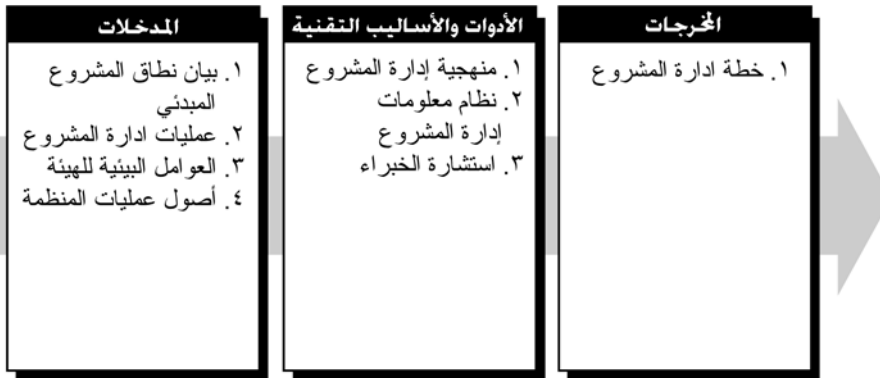 المدخلات
١. بيان نطاق المشروع
المبدئي
٢. عمليات ادارة المشروع
٣. العوامل البيئية للهيئة
٤. أصول عمليات المنظمة
الأدوات والأساليب التقنية
١. منهجية إدارة المشروع
٢. نظام معلومات
إدارة المشروع
٣. استشارة الخبراء
المخرجات
١. خطة ادارة المشروع